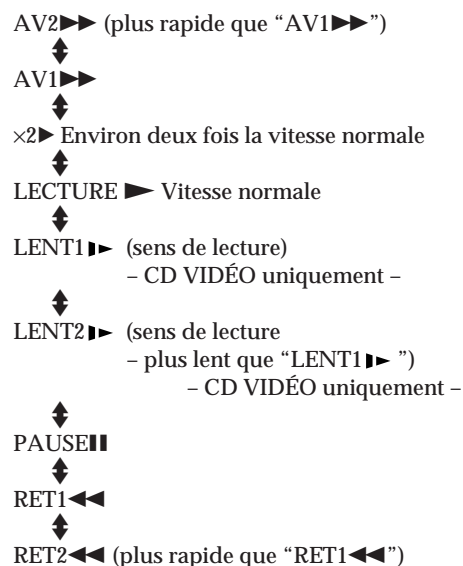 AV2▶▶ (plus rapide que “AV1▶▶”)
AV1▶▶
×2▶ Environ deux fois la vitesse normale
LECTURE ▶ Vitesse normale
LENT1 ▶ (sens de lecture)
– CD VIDÉO uniquement –
LENT2 ▶ (sens de lecture
– plus lent que “LENT1 ▶ ”)
– CD VIDÉO uniquement –
PAUSE❚❚
RET1◀◀
RET2◀◀ (plus rapide que “RET1◀◀”)